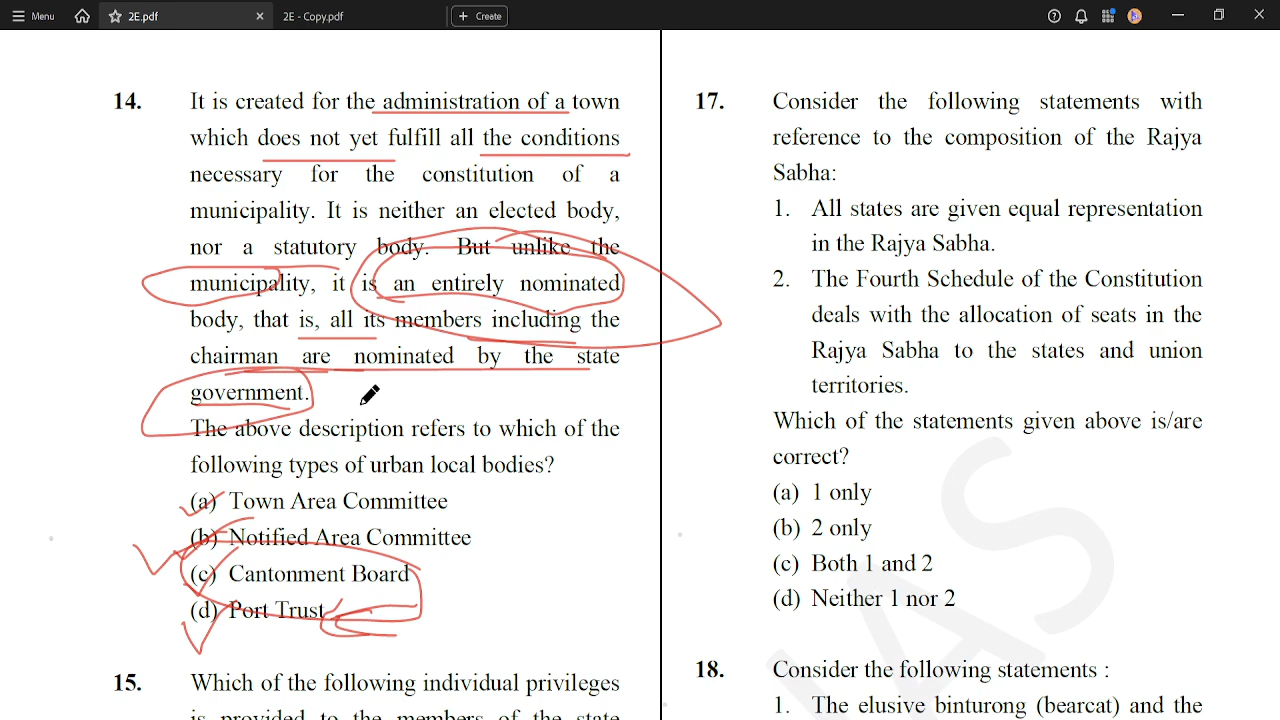 Menu
2E.pdf
2E - Copy.pdf
Create
14. It is created for the administration of a town
which does not yet fulfill all the conditions
necessary for the constitution of a
municipality. It is neither an elected body,
nor a statutory body. But unlike the
municipality, it is an entirely nominated
body, that is, all its members including the
chairman are nominated by the state
government.
The above description refers to which of the
following types of urban local bodies?
(a) Town Area Committee
(b) Notified Area Committee
(c) Cantonment Board
(d) Port Trust
15. Which of the following individual privileges
is provided to the members of the state
17. Consider the following statements with
reference to the composition of the Rajya
Sabha:
1. All states are given equal representation
in the Rajya Sabha.
2. The Fourth Schedule of the Constitution
deals with the allocation of seats in the
Rajya Sabha to the states and union
territories.
Which of the statements given above is/are
correct?
(a) 1 only
(b) 2 only
(c) Both 1 and 2
(d) Neither 1 nor 2
18. Consider the following statements :
1. The elusive binturong (bearcat) and the
IAS